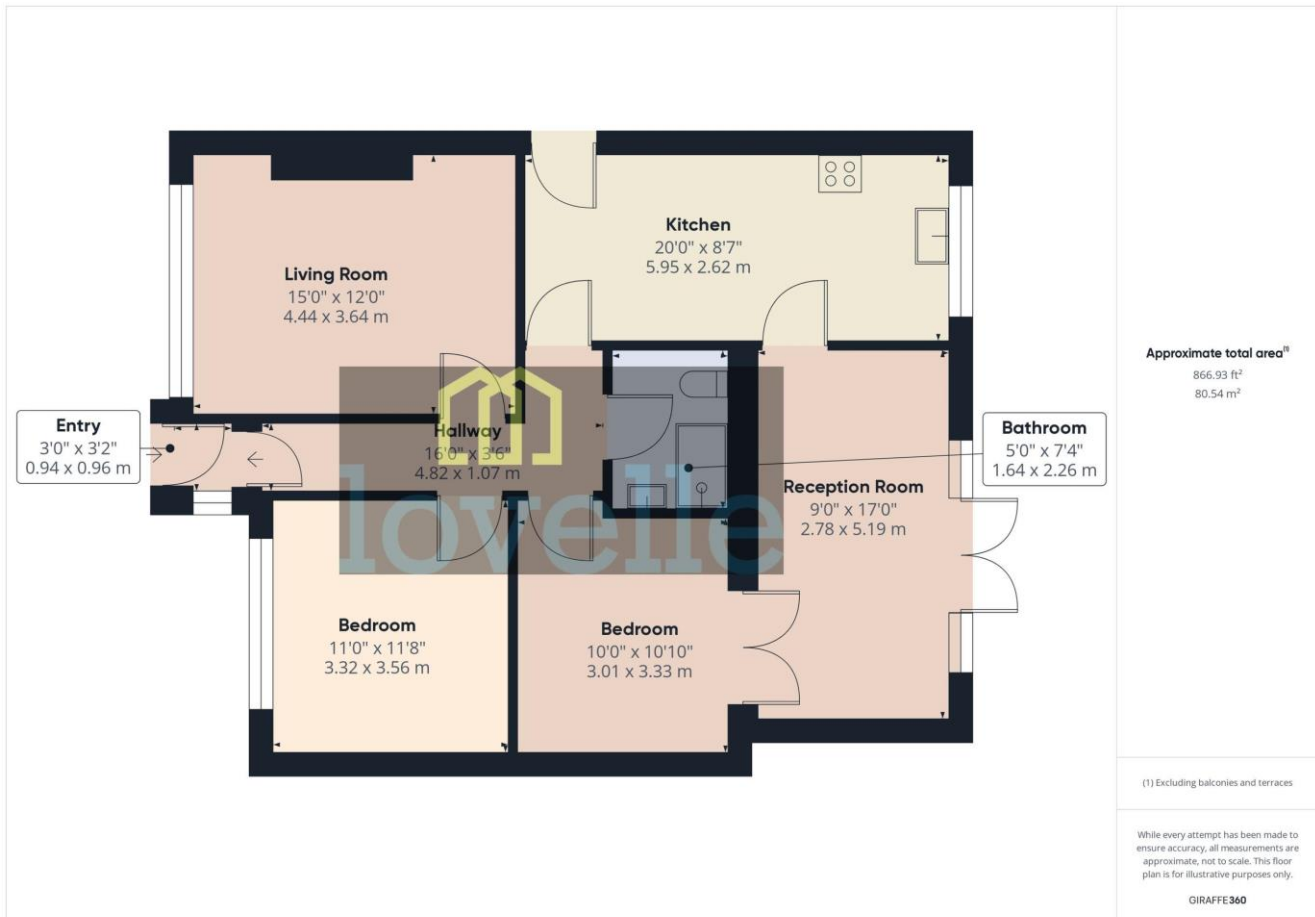 Kitchen
20'0" x 8'7"
5.95 x 2.62 m
Living Room
15'0" x 12'0"
4.44 x 3.64 m
Approximate total area(1)
866.93 ft²
80.54 m²
Entry
3'0" x 3'2"
0.94 x 0.96 m
Hallway
16'0" x 3'6"
4.82 x 1.07 m
Bathroom
5'0" x 7'4"
1.64 x 2.26 m
Reception Room
9'0" x 17'0"
2.78 x 5.19 m
lovelle
Bedroom
11'0" x 11'8"
3.32 x 3.56 m
Bedroom
10'0" x 10'10"
3.01 x 3.33 m
(1) Excluding balconies and terraces
While every attempt has been made to
ensure accuracy, all measurements are
approximate, not to scale. This floor
plan is for illustrative purposes only.
GIRAFFE360